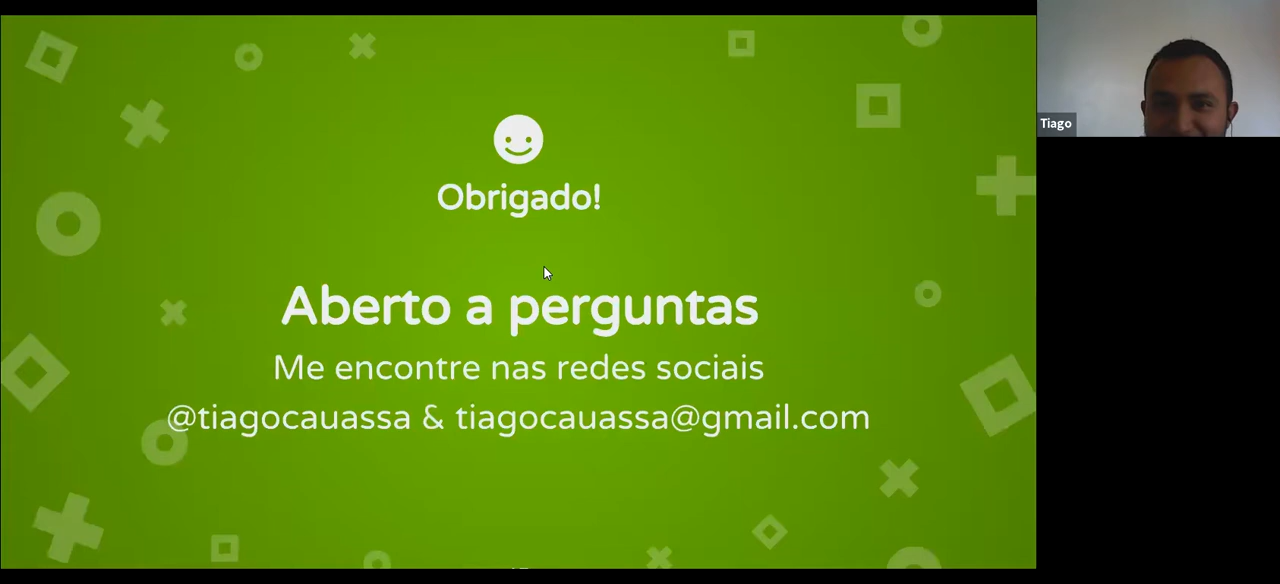 Obrigado!
Aberto a perguntas
Me encontre nas redes sociais
@tiagocauassa & tiagocauassa@gmail.com
Tiago